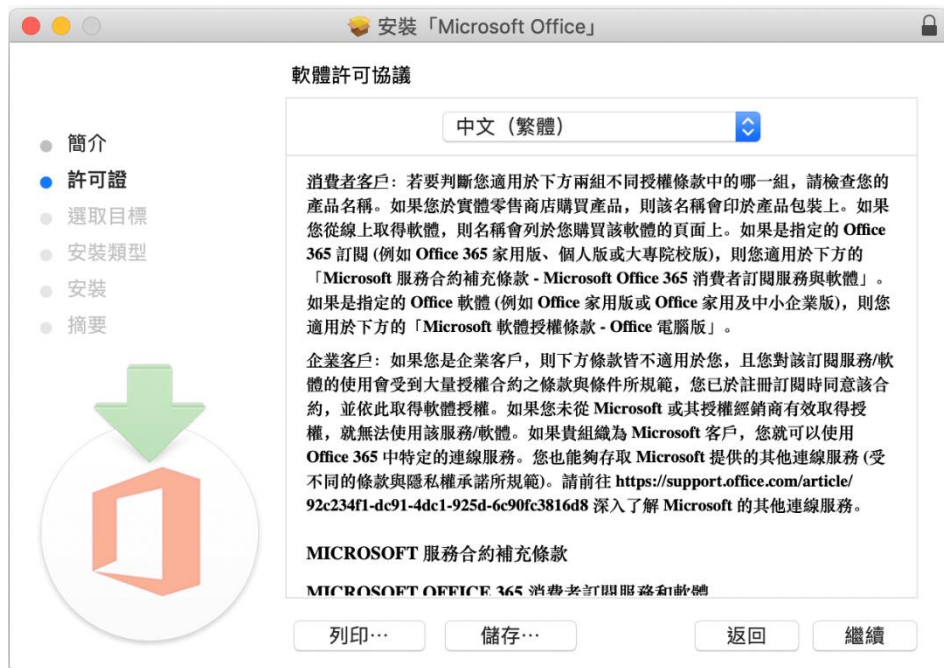 安裝「Microsoft Office」
軟體許可協議
簡介
許可證
選取目標
安裝類型
安裝
摘要
中文（繁體）
消費者客戶：若要判斷您適用於下方兩組不同授權條款中的哪一組，請檢查您的
產品名稱。如果您於實體零售商店購買產品，則該名稱會印於產品包裝上。如果
您從線上取得軟體，則名稱會列於您購買該軟體的頁面上。如果是指定的 Office
365 訂閱 (例如 Office 365 家用版、個人版或大專院校版)，則您適用於下方的
「Microsoft 服務合約補充條款 - Microsoft Office 365 消費者訂閱服務與軟體」。
如果是指定的 Office 軟體 (例如 Office 家用版或 Office 家用及中小企業版)，則您
適用於下方的「Microsoft 軟體授權條款 - Office 電腦版」。
企業客戶：如果您是企業客戶，則下方條款皆不適用於您，且您對該訂閱服務/軟
體的使用會受到大量授權合約之條款與條件所規範，您已於註冊訂閱時同意該合
約，並依此取得軟體授權。如果您未從 Microsoft 或其授權經銷商有效取得授
權，就無法使用該服務/軟體。如果貴組織為 Microsoft 客戶，您就可以使用
Office 365 中特定的連線服務。您也能夠存取 Microsoft 提供的其他連線服務 (受
不同的條款與隱私權承諾所規範)。請前往 https://support.office.com/article/
92c234f1-dc91-4dc1-925d-6c90fc3816d8 深入了解 Microsoft 的其他連線服務。
MICROSOFT 服務合約補充條款
MICROSOFT OFFICE 365 消費者訂閱服務和軟體
列印⋯
儲存⋯
返回
繼續